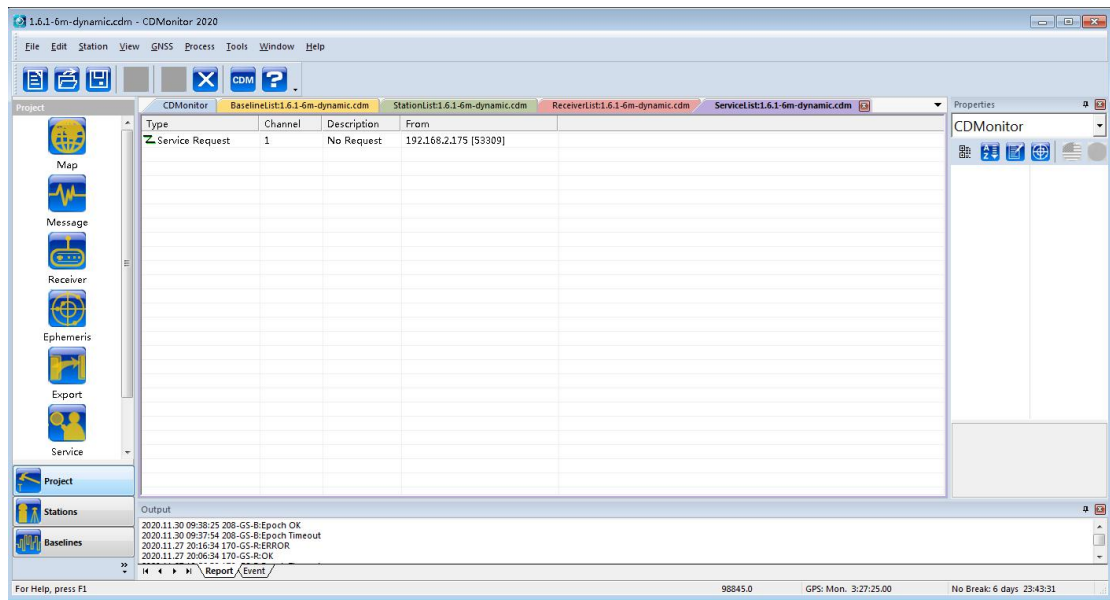 1.6.1-6m-dynamic.cdm - CDMonitor 2020
File Edit Station View GNSS Process Tools Window Help
CDM
Project
CDMonitor BaselineList:1.6.1-6m-dynamic.cdm StationList:1.6.1-6m-dynamic.cdm ReceiverList:1.6.1-6m-dynamic.cdm ServiceList:1.6.1-6m-dynamic.cdm
Type Channel Description From
Service Request 1 No Request 192.168.2.175 [53309]
Map
Message
Receiver
Ephemeris
Export
Service
Project
Stations
Baselines
Properties
CDMonitor
Output
2020.11.30 09:38:25 208-GS-B:Epoch OK
2020.11.30 09:37:54 208-GS-B:Epoch Timeout
2020.11.27 20:16:34 170-GS-R:ERROR
2020.11.27 20:06:34 170-GS-R:OK
Report Event
For Help, press F1 98845.0 GPS: Mon. 3:27:25.00 No Break: 6 days 23:43:31